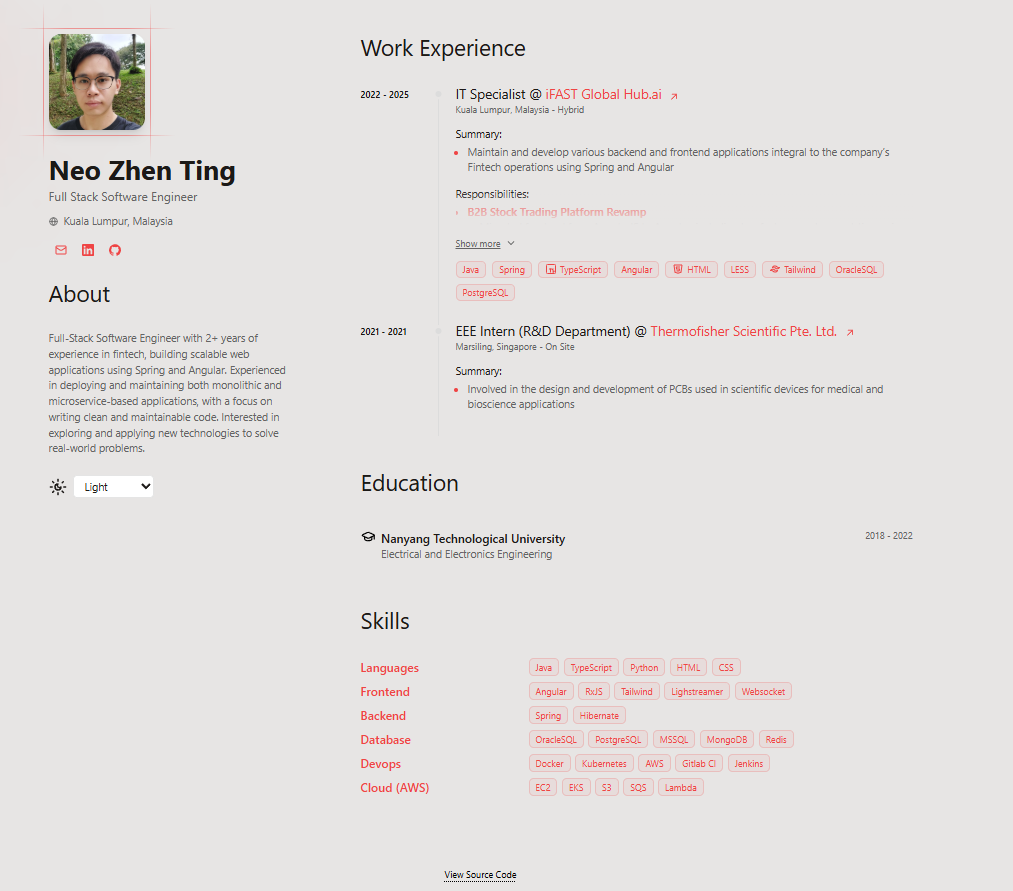 Neo Zhen Ting
Full Stack Software Engineer
Kuala Lumpur, Malaysia
About
Full-Stack Software Engineer with 2+ years of
experience in fintech, building scalable web
applications using Spring and Angular. Experienced
in deploying and maintaining both monolithic and
microservice-based applications, with a focus on
writing clean and maintainable code. Interested in
exploring and applying new technologies to solve
real-world problems.
Light
Work Experience
2022 - 2025
IT Specialist @ iFAST Global Hub.ai
Kuala Lumpur, Malaysia - Hybrid
Summary:
Maintain and develop various backend and frontend applications integral to the company's
Fintech operations using Spring and Angular
Responsibilities:
B2B Stock Trading Platform Revamp
Show more
Java Spring TypeScript Angular HTML LESS Tailwind OracleSQL
PostgreSQL
2021 - 2021
EEE Intern (R&D Department) @ Thermofisher Scientific Pte. Ltd.
Marsiling, Singapore - On Site
Summary:
Involved in the design and development of PCBs used in scientific devices for medical and
bioscience applications
Education
Nanyang Technological University 2018 - 2022
Electrical and Electronics Engineering
Skills
Languages Java TypeScript Python HTML CSS
Frontend Angular RxJS Tailwind Lighstreamer Websocket
Backend Spring Hibernate
Database OracleSQL PostgreSQL MSSQL MongoDB Redis
Devops Docker Kubernetes AWS Gitlab CI Jenkins
Cloud (AWS) EC2 EKS S3 SQS Lambda
View Source Code